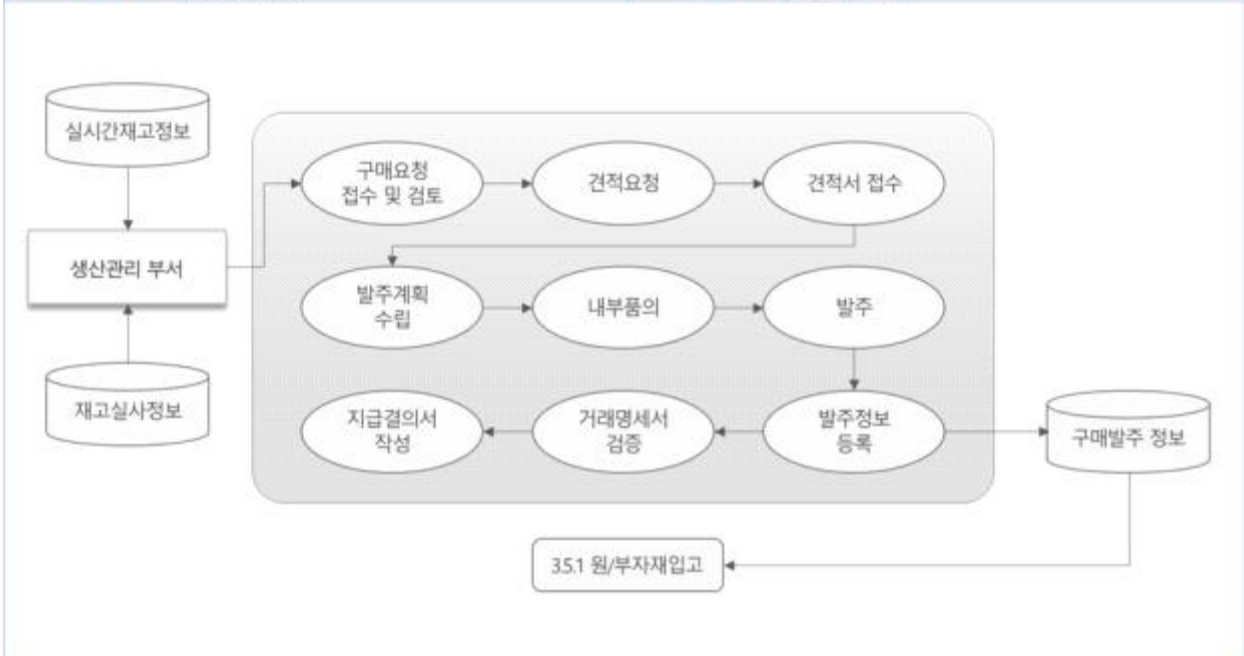 실시간재고정보
구매요청
접수 및 검토
견적요청
견적서 접수
생산관리 부서
발주계획
수립
내부품의
발주
재고실사정보
지급결의서
작성
거래명세서
검증
발주정보
등록
구매발주 정보
3.5.1 원/부자재입고